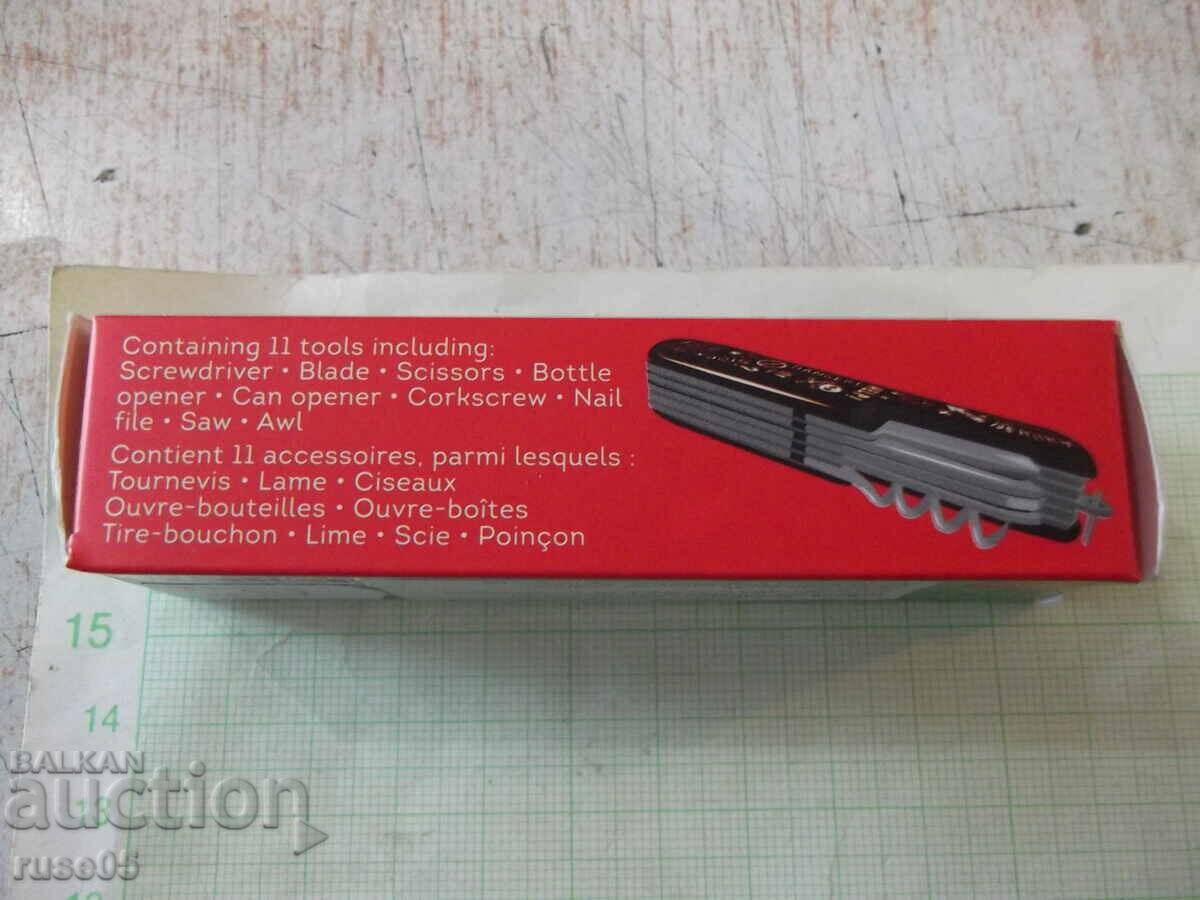 Containing 11 tools including:
Screwdriver • Blade • Scissors • Bottle
opener • Can opener • Corkscrew • Nail
file • Saw • Awl
Contient 11 accessoires, parmi lesquels :
Tournevis • Lame • Ciseaux
Ouvre-bouteilles • Ouvre-boîtes
Tire-bouchon • Lime • Scie • Poinçon
15
14
13
BALKAN
auction
ruse05